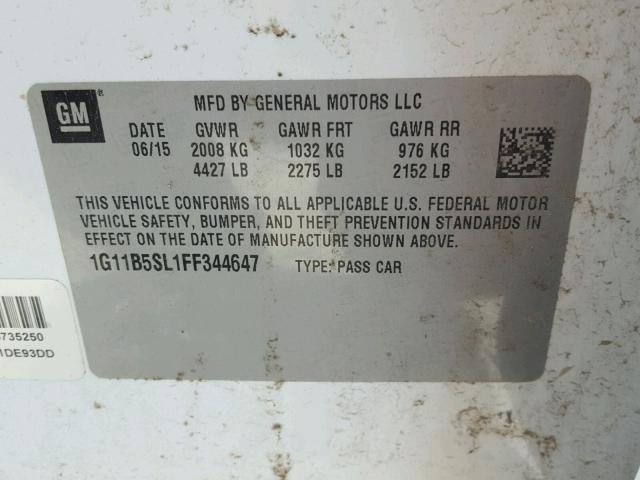 GM
MFD BY GENERAL MOTORS LLC
DATE GVWR GAWR FRT GAWR RR
06/15 2008 KG 1032 KG 976 KG
4427 LB 2275 LB 2152 LB
THIS VEHICLE CONFORMS TO ALL APPLICABLE U.S. FEDERAL MOTOR
VEHICLE SAFETY, BUMPER, AND THEFT PREVENTION STANDARDS IN
EFFECT ON THE DATE OF MANUFACTURE SHOWN ABOVE.
1G11B5SL1FF344647 TYPE: PASS CAR
735250
1DE93DD